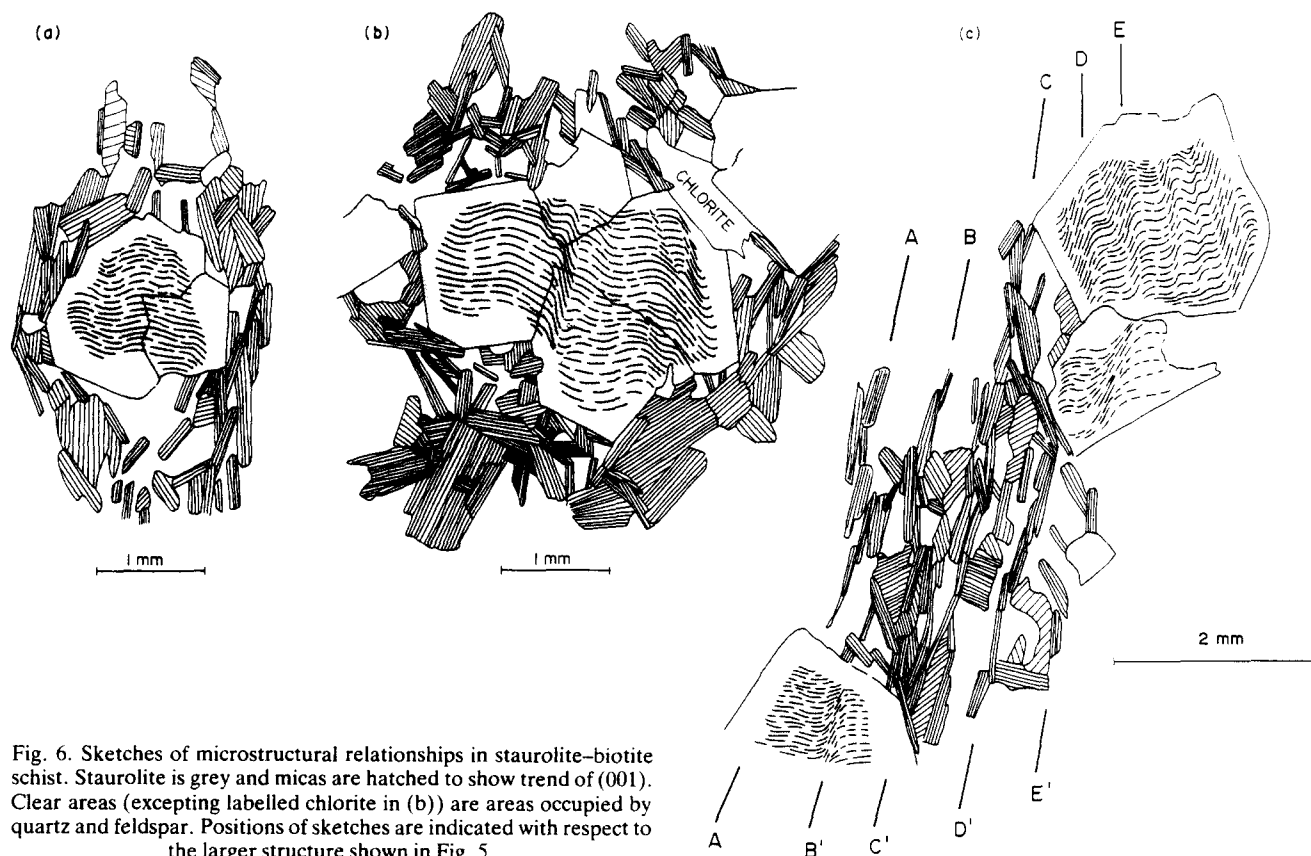 (a)
(b)
(c)
E
D
C
A
B
CHLORITE
1 mm
1 mm
2 mm
A
B'
C'
D'
E'
Fig. 6. Sketches of microstructural relationships in staurolite–biotite
schist. Staurolite is grey and micas are hatched to show trend of (001).
Clear areas (excepting labelled chlorite in (b)) are areas occupied by
quartz and feldspar. Positions of sketches are indicated with respect to
the larger structure shown in Fig. 5